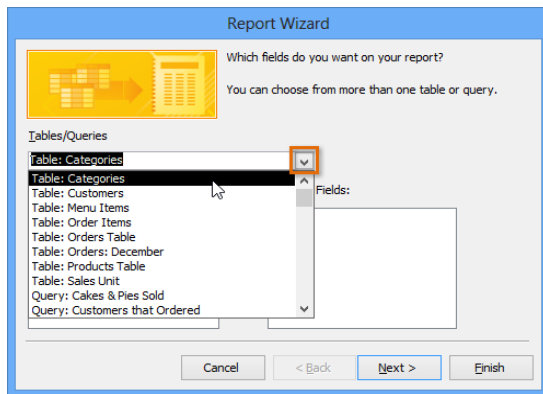 Report Wizard
Which fields do you want on your report?
You can choose from more than one table or query.
Tables/Queries
Table: Categories
Table: Categories
Table: Customers
Fields:
Table: Menu Items
Table: Order Items
Table: Orders Table
Table: Orders: December
Table: Products Table
Table: Sales Unit
Query: Cakes & Pies Sold
Query: Customers that Ordered
Cancel
< Back
Next >
Finish